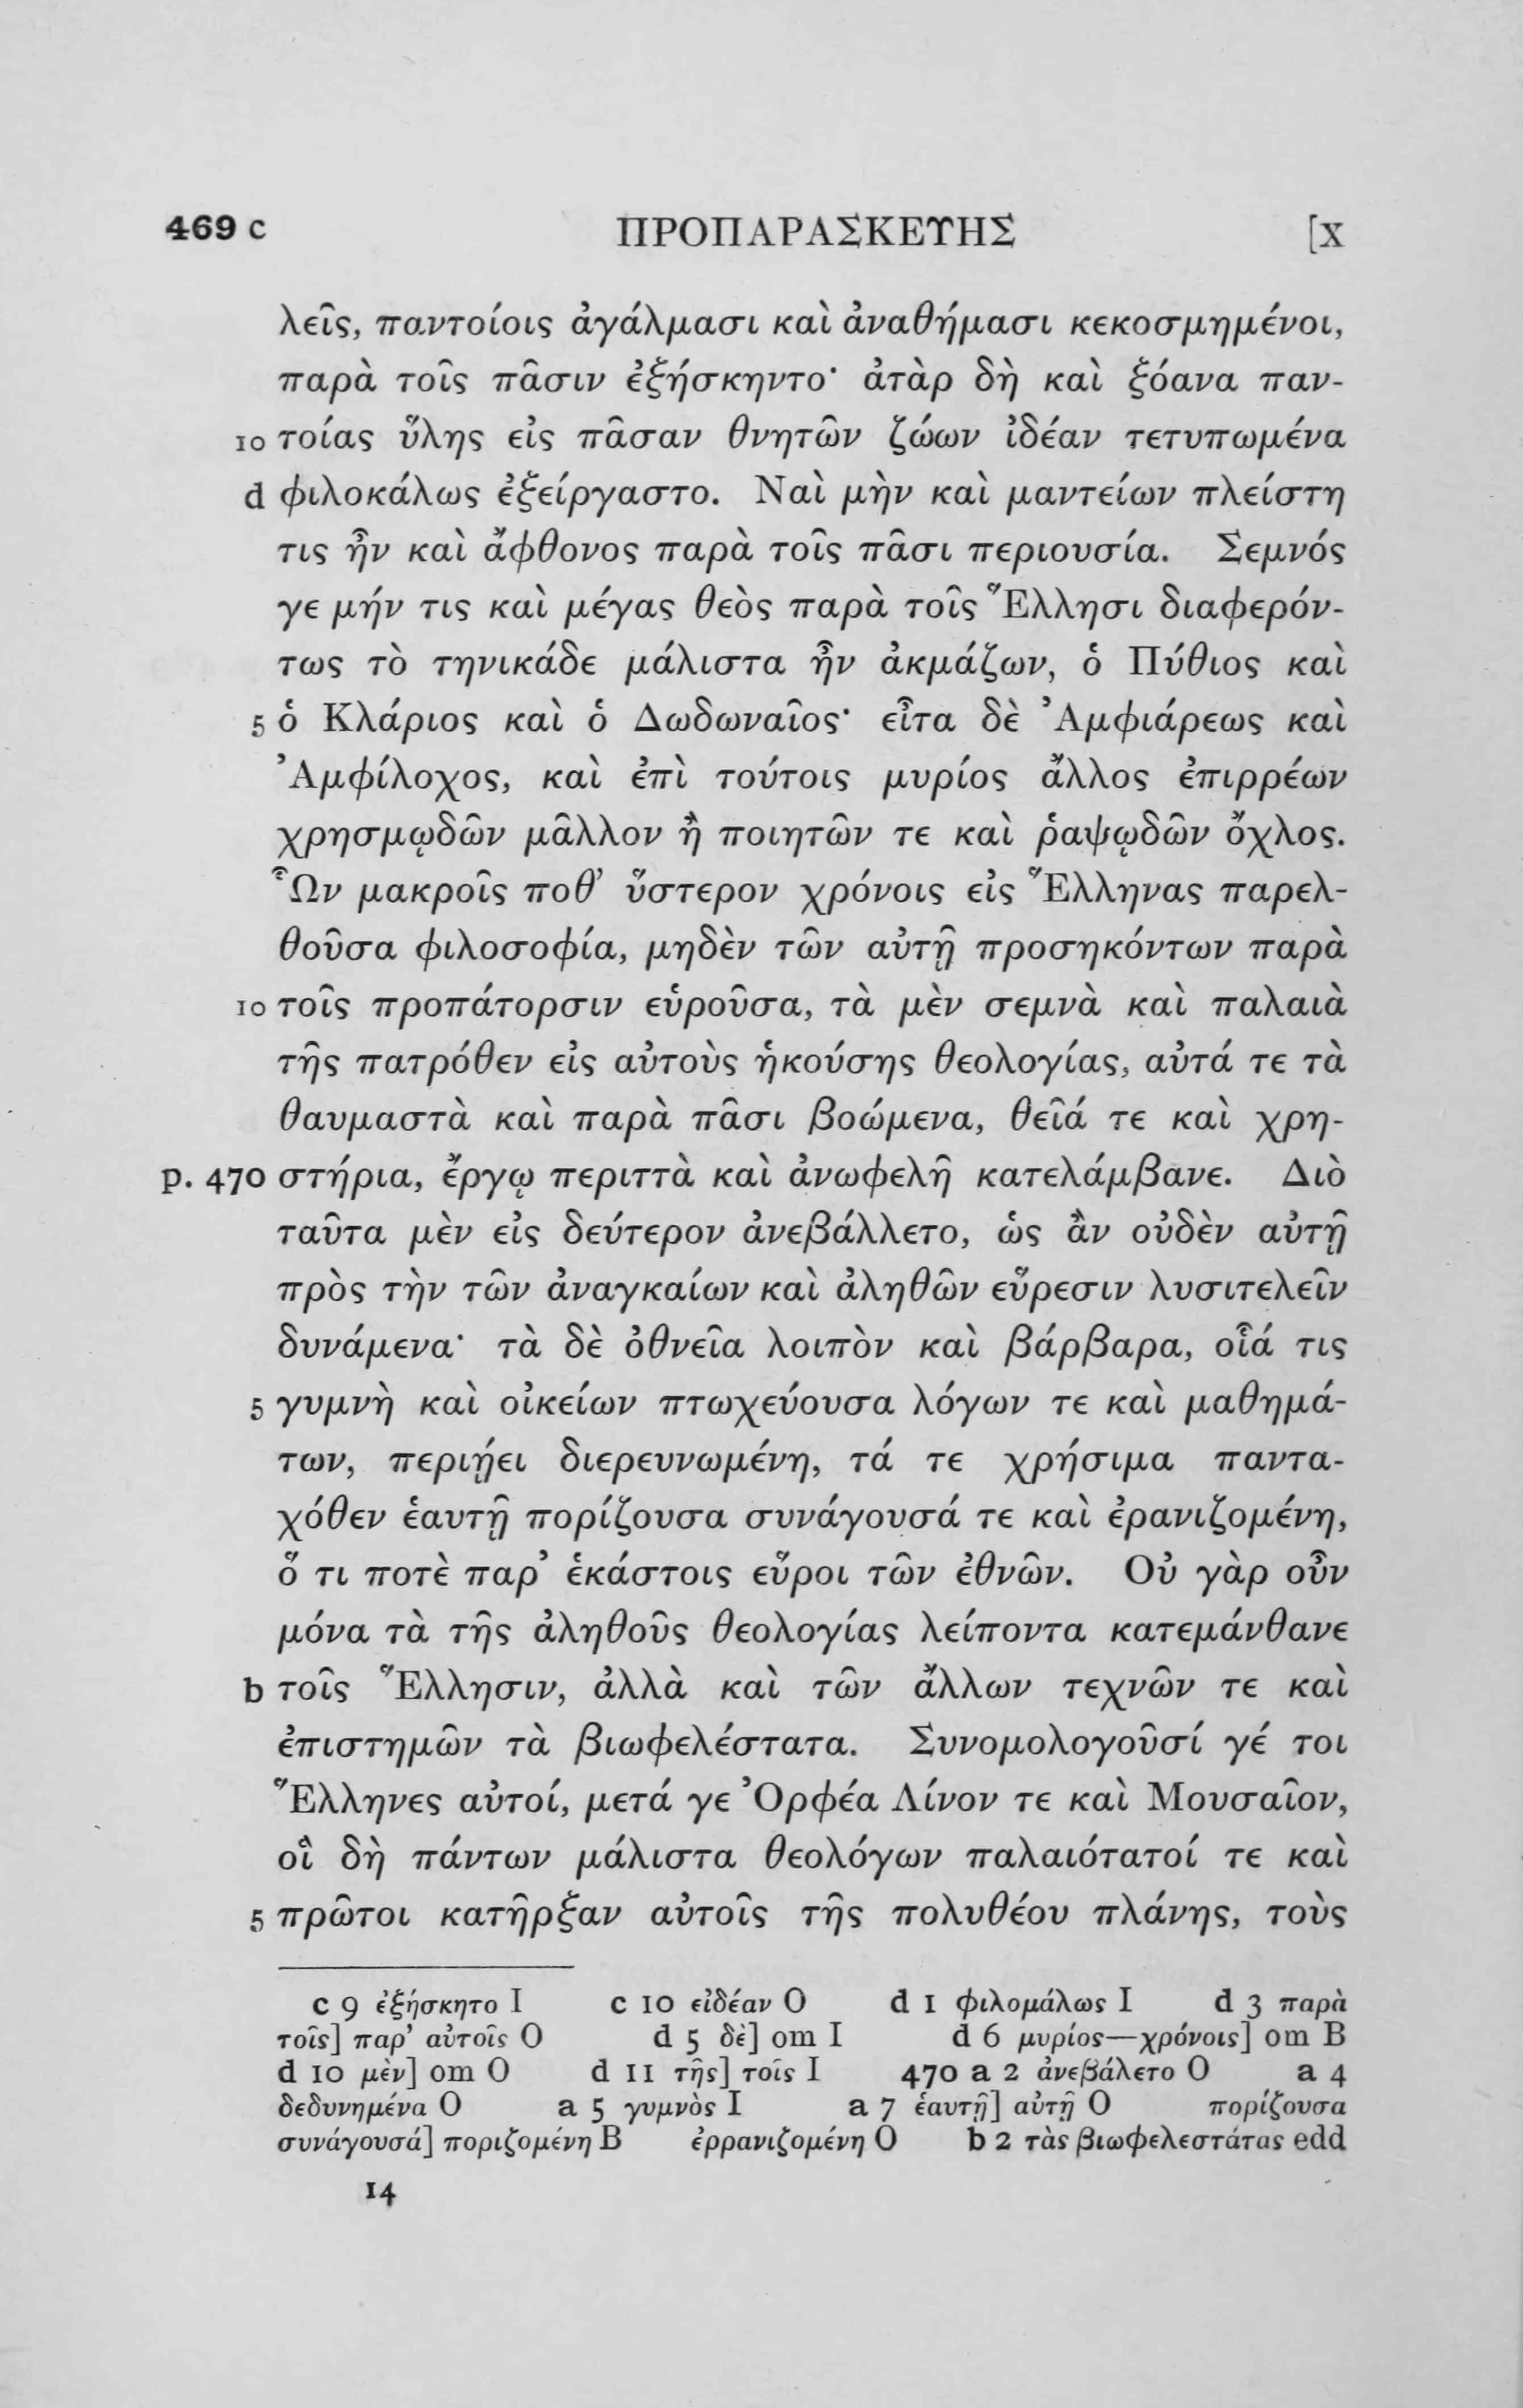 469 c ΠΡΟΠΑΡΑΣΚΕΥΗΣ [X
λεῖς, παντοίοις ἀγάλμασι καὶ ἀναθήμασι κεκοσμημένοι,
παρὰ τοῖς πᾶσιν ἐξήσκηντο· ἀτὰρ δὴ καὶ ξόανα παν-
10 τοίας ὕλης εἰς πᾶσαν θνητῶν ζώων ἰδέαν τετυπωμένα
d φιλοκάλως ἐξείργαστο. Ναὶ μὴν καὶ μαντείων πλείστη
τις ἦν καὶ ἄφθονος παρὰ τοῖς πᾶσι περιουσία. Σεμνός
γε μήν τις καὶ μέγας θεὸς παρὰ τοῖς Ἕλλησι διαφερόν-
τως τὸ τηνικάδε μάλιστα ἦν ἀκμάζων, ὁ Πύθιος καὶ
5 ὁ Κλάριος καὶ ὁ Δωδωναῖος· εἶτα δὲ Ἀμφιάρεως καὶ
Ἀμφίλοχος, καὶ ἐπὶ τούτοις μυρίος ἄλλος ἐπιρρέων
χρησμῳδῶν μᾶλλον ἢ ποιητῶν τε καὶ ῥαψῳδῶν ὄχλος.
Ὧν μακροῖς ποθ’ ὕστερον χρόνοις εἰς Ἕλληνας παρελ-
θοῦσα φιλοσοφία, μηδὲν τῶν αὐτῇ προσηκόντων παρὰ
10 τοῖς προπάτορσιν εὑροῦσα, τὰ μὲν σεμνὰ καὶ παλαιὰ
τῆς πατρόθεν εἰς αὐτοὺς ἡκούσης θεολογίας, αὐτά τε τὰ
θαυμαστὰ καὶ παρὰ πᾶσι βοώμενα, θεῖά τε καὶ χρη-
p. 470 στήρια, ἔργῳ περιττὰ καὶ ἀνωφελῆ κατελάμβανε. Διὸ
ταῦτα μὲν εἰς δεύτερον ἀνεβάλλετο, ὡς ἂν οὐδὲν αὐτῇ
πρὸς τὴν τῶν ἀναγκαίων καὶ ἀληθῶν εὕρεσιν λυσιτελεῖν
δυνάμενα· τὰ δὲ ὀθνεῖα λοιπὸν καὶ βάρβαρα, οἷά τις
5 γυμνὴ καὶ οἰκείων πτωχεύουσα λόγων τε καὶ μαθημά-
των, περιῄει διερευνωμένη, τά τε χρήσιμα παντα-
χόθεν ἑαυτῇ πορίζουσα συνάγουσά τε καὶ ἐρανιζομένη,
ὅ τι ποτὲ παρ’ ἑκάστοις εὕροι τῶν ἐθνῶν. Οὐ γὰρ οὖν
μόνα τὰ τῆς ἀληθοῦς θεολογίας λείποντα κατεμάνθανε
b τοῖς Ἕλλησιν, ἀλλὰ καὶ τῶν ἄλλων τεχνῶν τε καὶ
ἐπιστημῶν τὰ βιωφελέστατα. Συνομολογοῦσί γέ τοι
Ἕλληνες αὐτοί, μετά γε Ὀρφέα Λίνον τε καὶ Μουσαῖον,
οἳ δὴ πάντων μάλιστα θεολόγων παλαιότατοί τε καὶ
5 πρῶτοι κατῆρξαν αὐτοῖς τῆς πολυθέου πλάνης, τοὺς
c 9 ἐξήσκητο I c 10 εἰδέαν O d 1 φιλομάλως I d 3 παρὰ
τοῖς] παρ’ αὐτοῖς O d 5 δὲ] om I d 6 μυρίος—χρόνοις] om B
d 10 μὲν] om O d 11 τῆς] τοῖς I 470 a 2 ἀνεβάλετο O a 4
δεδυνημένα O a 5 γυμνὸς I a 7 ἑαυτῇ] αὐτῇ O πορίζουσα
συνάγουσά] ποριζομένη B ἐρρανιζομένη O b 2 τὰς βιωφελεστάτας edd
14